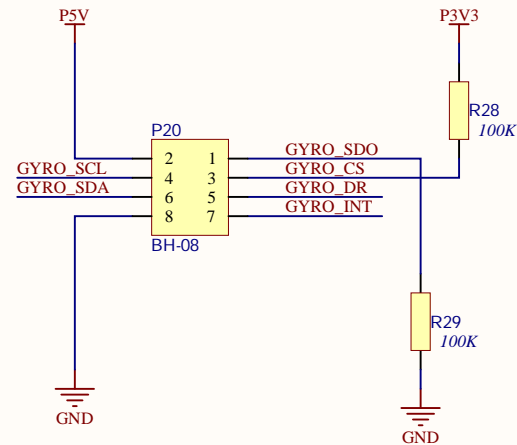 P5V
P3V3
R28
100K
P20
GYRO_SDO
2 1
GYRO_SCL
GYRO_CS
4 3
GYRO_SDA
GYRO_DR
6 5
GYRO_INT
8 7
BH-08
R29
100K
GND
GND